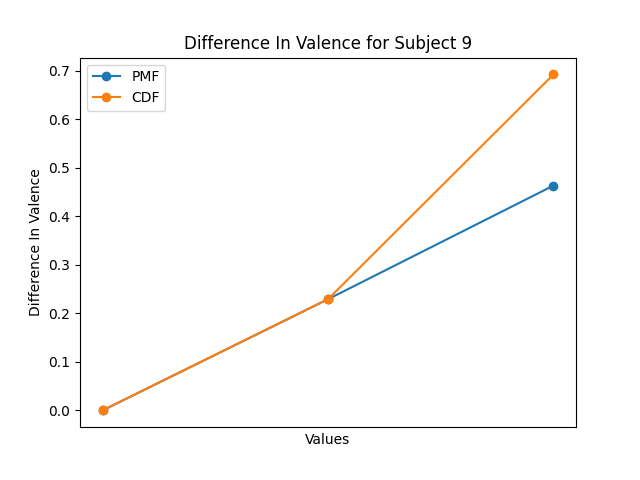 Difference In Valence for Subject 9
PMF
CDF
0.7
0.6
0.5
0.4
0.3
0.2
0.1
0.0
Difference In Valence
Values